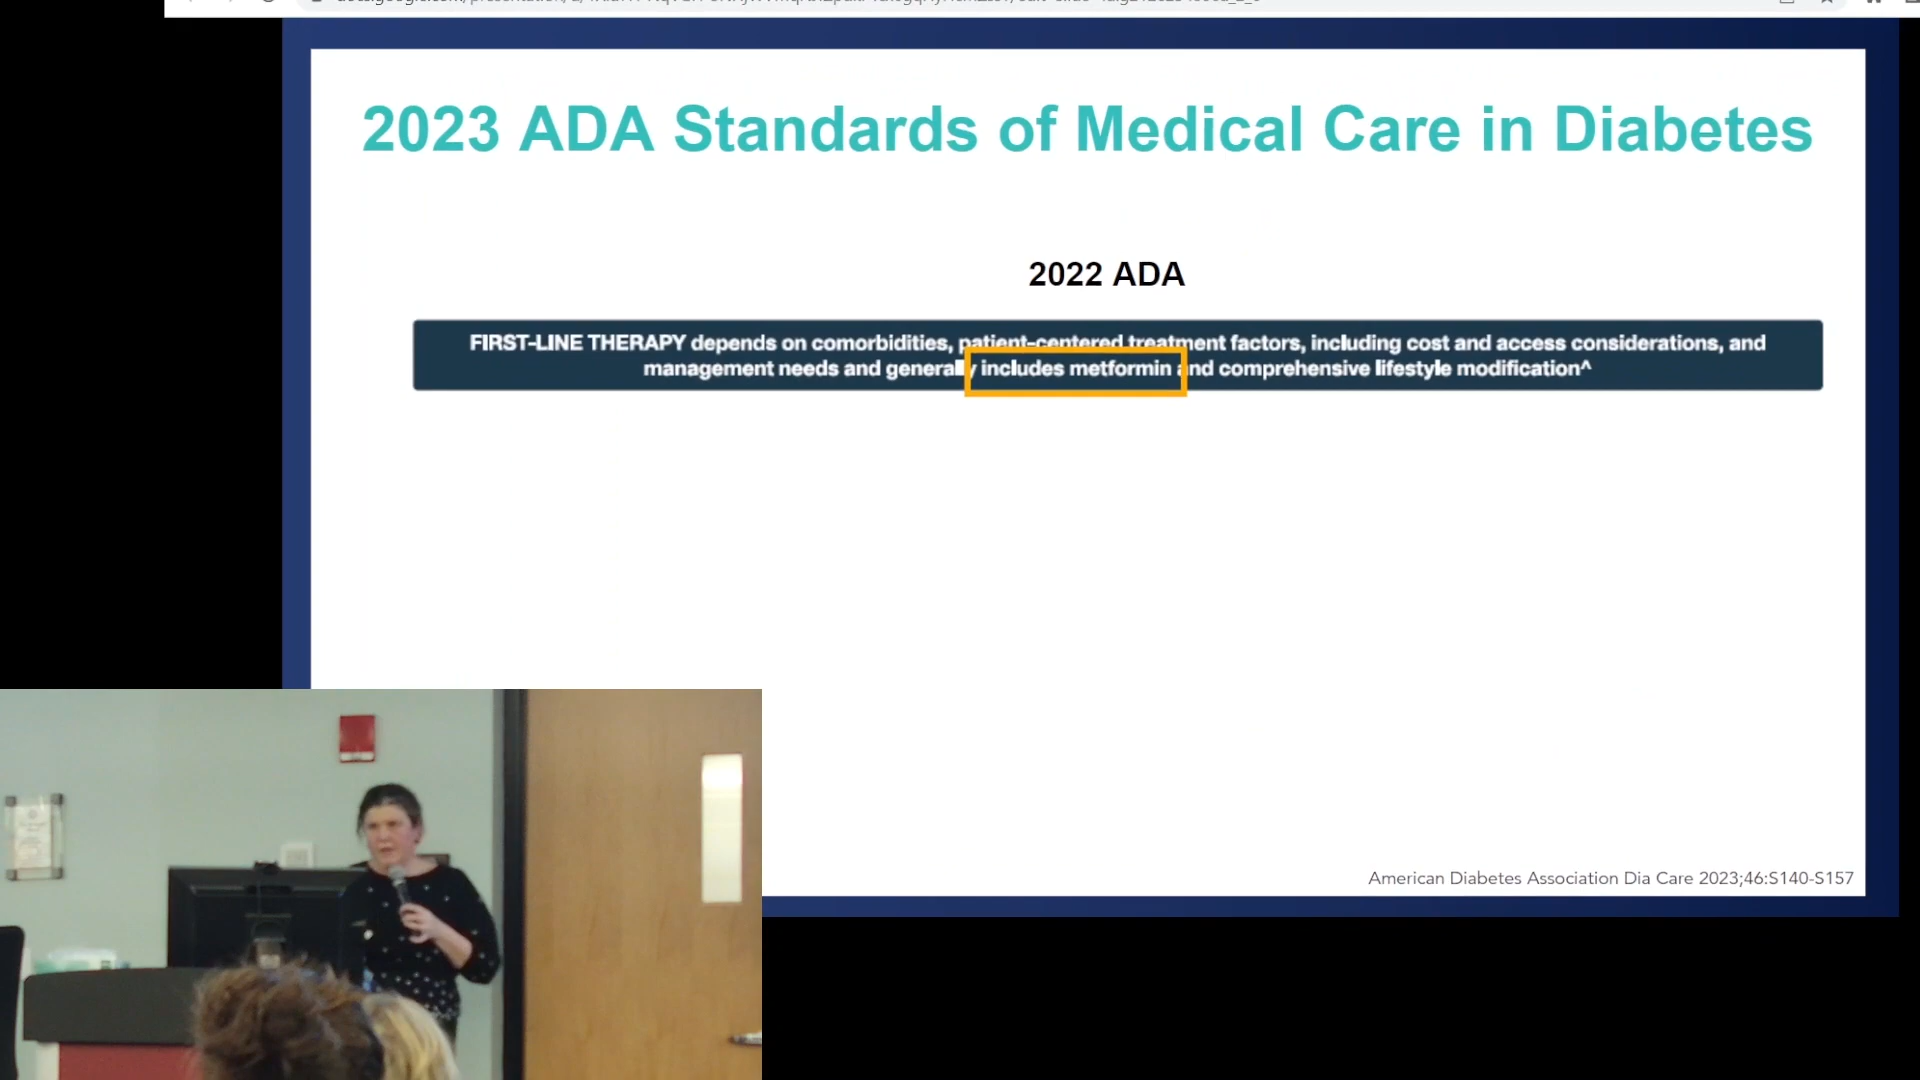 2023 ADA Standards of Medical Care in Diabetes
2022 ADA
FIRST-LINE THERAPY depends on comorbidities, patient-centered treatment factors, including cost and access considerations, and
management needs and generally includes metformin and comprehensive lifestyle modification^
American Diabetes Association Dia Care 2023;46:S140-S157